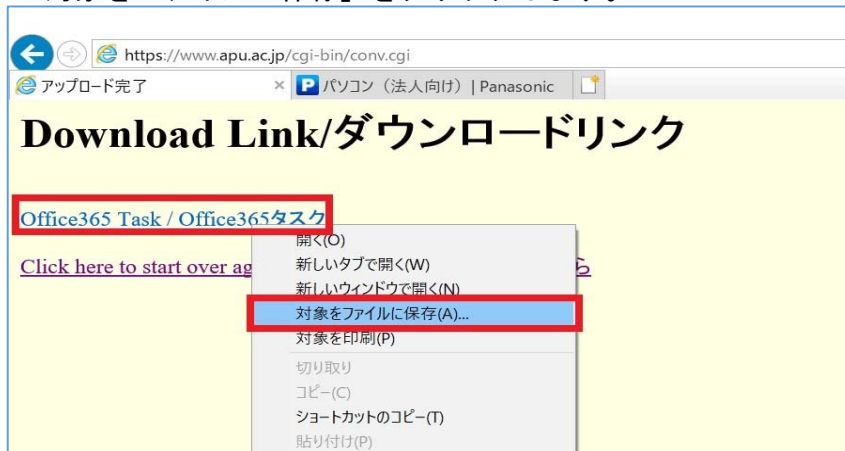 https://www.apu.ac.jp/cgi-bin/conv.cgi
アップロード完了 × パソコン（法人向け）| Panasonic
Download Link/ダウンロードリンク
Office365 Task / Office365タスク
開く(O)
Click here to start over ag
新しいタブで開く(W)
ら
新しいウィンドウで開く(N)
対象をファイルに保存(A)...
対象を印刷(P)
切り取り
コピー(C)
ショートカットのコピー(T)
貼り付け(P)